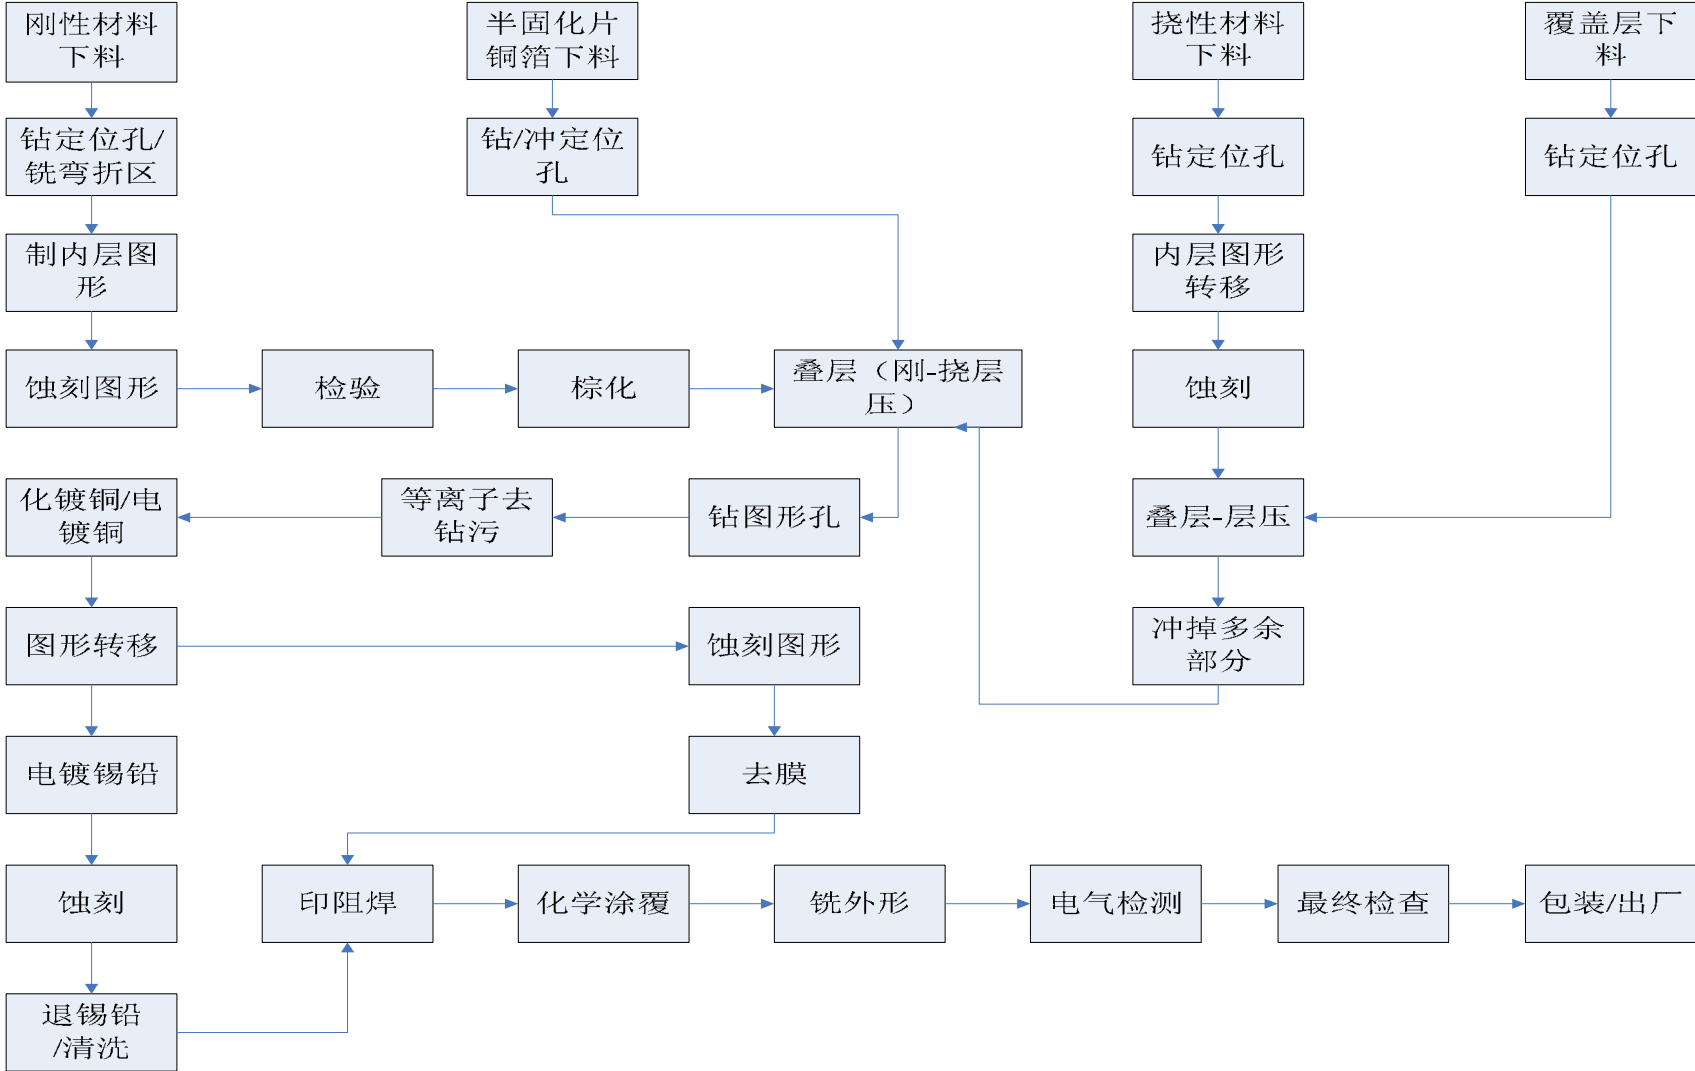 刚性材料
下料
半固化片
铜箔下料
挠性材料
下料
覆盖层下
料
钻定位孔/
铣弯折区
钻/冲定位
孔
钻定位孔
钻定位孔
制内层图
形
内层图形
转移
蚀刻图形
检验
棕化
叠层（刚-挠层
压）
蚀刻
化镀铜/电
镀铜
等离子去
钻污
钻图形孔
叠层-层压
图形转移
蚀刻图形
冲掉多余
部分
电镀锡铅
去膜
蚀刻
印阻焊
化学涂覆
铣外形
电气检测
最终检查
包装/出厂
退锡铅
/清洗